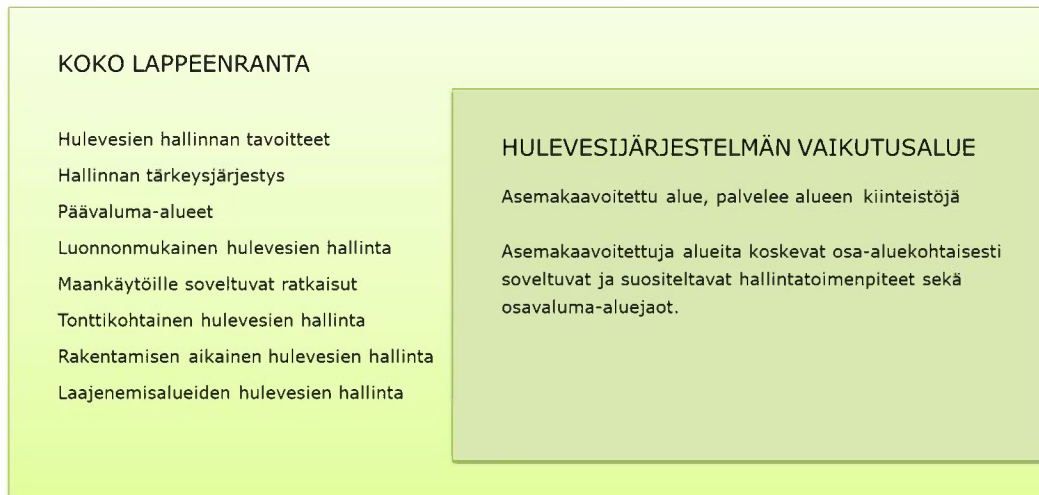 KOKO LAPPEENRANTA
Hulevesien hallinnan tavoitteet
Hallinnan tärkeysjärjestys
Päävaluma-alueet
Luonnonmukainen hulevesien hallinta
Maankäytöille soveltuvat ratkaisut
Tonttikohtainen hulevesien hallinta
Rakentamisen aikainen hulevesien hallinta
Laajenemisalueiden hulevesien hallinta
HULEVESIJÄRJESTELMÄN VAIKUTUSALUE
Asemakaavoitettu alue, palvelee alueen kiinteistöjä
Asemakaavoitettuja alueita koskevat osa-aluekohtaisesti
soveltuvat ja suositeltavat hallintatoimenpiteet sekä
osavaluma-aluejaot.